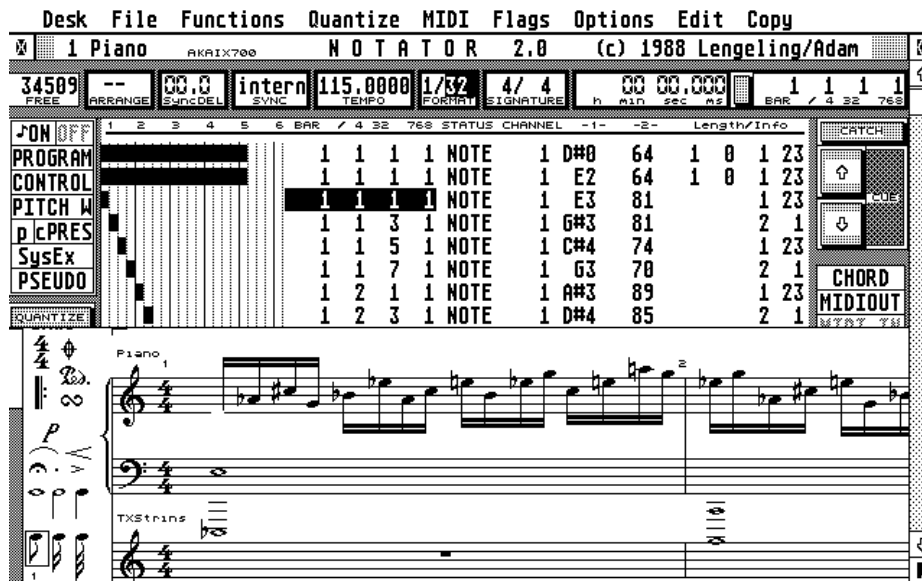 Desk File Functions Quantize MIDI Flags Options Edit Copy
1 Piano AKAIX700 N O T A T O R 2.0 (c) 1988 Lengeling/Adam
34509 -- 00.0 intern 115.0000 1/32 4/ 4 00 00 00.000 1 1 1 1
FREE ARRANGE SyncDEL SYNC TEMPO FORMAT SIGNATURE h min sec ms BAR / 4 32 768
ON OFF 1 2 3 4 5 6 BAR / 4 32 768 STATUS CHANNEL -1- -2- Length/Info CATCH
PROGRAM 1 1 1 1 NOTE 1 D#0 64 1 0 1 23
CONTROL 1 1 1 1 NOTE 1 E2 64 1 0 1 23
PITCH W 1 1 1 1 NOTE 1 E3 81 1 23 CUE
p cPRES 1 1 3 1 NOTE 1 G#3 81 2 1
SysEx 1 1 5 1 NOTE 1 C#4 74 1 23
PSEUDO 1 1 7 1 NOTE 1 G3 70 2 1 CHORD
1 2 1 1 NOTE 1 A#3 89 1 23 MIDIOUT
QUANTIZE 1 2 3 1 NOTE 1 D#4 85 2 1
Piano
1 2
4 4
Ped.
p
TXStrins
1